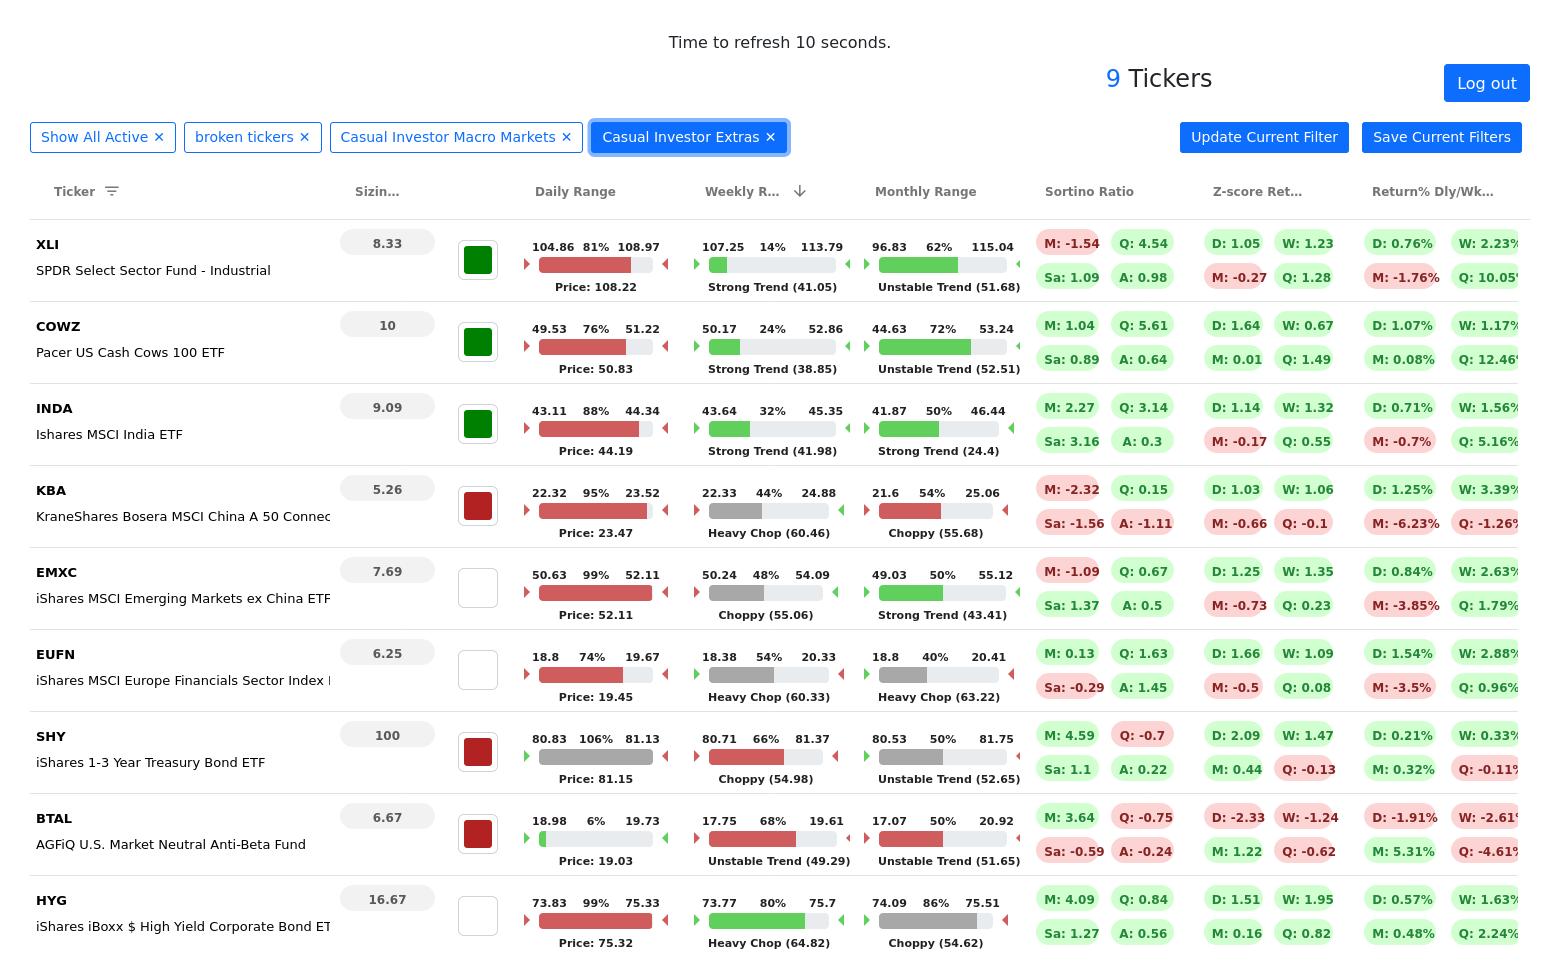 Time to refresh 10 seconds.
9 Tickers
Log out
Show All Active ✕ broken tickers ✕ Casual Investor Macro Markets ✕ Casual Investor Extras ✕ Update Current Filter Save Current Filters
Ticker Sizin... Daily Range Weekly R... Monthly Range Sortino Ratio Z-score Ret... Return% Dly/Wk...
XLI 8.33 104.86 81% 108.97 107.25 14% 113.79 96.83 62% 115.04 M: -1.54 Q: 4.54 D: 1.05 W: 1.23 D: 0.76% W: 2.23%
SPDR Select Sector Fund - Industrial Sa: 1.09 A: 0.98 M: -0.27 Q: 1.28 M: -1.76% Q: 10.05%
Price: 108.22 Strong Trend (41.05) Unstable Trend (51.68)
COWZ 10 49.53 76% 51.22 50.17 24% 52.86 44.63 72% 53.24 M: 1.04 Q: 5.61 D: 1.64 W: 0.67 D: 1.07% W: 1.17%
Pacer US Cash Cows 100 ETF Sa: 0.89 A: 0.64 M: 0.01 Q: 1.49 M: 0.08% Q: 12.46%
Price: 50.83 Strong Trend (38.85) Unstable Trend (52.51)
INDA 9.09 43.11 88% 44.34 43.64 32% 45.35 41.87 50% 46.44 M: 2.27 Q: 3.14 D: 1.14 W: 1.32 D: 0.71% W: 1.56%
Ishares MSCI India ETF Sa: 3.16 A: 0.3 M: -0.17 Q: 0.55 M: -0.7% Q: 5.16%
Price: 44.19 Strong Trend (41.98) Strong Trend (24.4)
KBA 5.26 22.32 95% 23.52 22.33 44% 24.88 21.6 54% 25.06 M: -2.32 Q: 0.15 D: 1.03 W: 1.06 D: 1.25% W: 3.39%
KraneShares Bosera MSCI China A 50 Connec Sa: -1.56 A: -1.11 M: -0.66 Q: -0.1 M: -6.23% Q: -1.26%
Price: 23.47 Heavy Chop (60.46) Choppy (55.68)
EMXC 7.69 50.63 99% 52.11 50.24 48% 54.09 49.03 50% 55.12 M: -1.09 Q: 0.67 D: 1.25 W: 1.35 D: 0.84% W: 2.63%
iShares MSCI Emerging Markets ex China ETF Sa: 1.37 A: 0.5 M: -0.73 Q: 0.23 M: -3.85% Q: 1.79%
Price: 52.11 Choppy (55.06) Strong Trend (43.41)
EUFN 6.25 18.8 74% 19.67 18.38 54% 20.33 18.8 40% 20.41 M: 0.13 Q: 1.63 D: 1.66 W: 1.09 D: 1.54% W: 2.88%
iShares MSCI Europe Financials Sector Index Sa: -0.29 A: 1.45 M: -0.5 Q: 0.08 M: -3.5% Q: 0.96%
Price: 19.45 Heavy Chop (60.33) Heavy Chop (63.22)
SHY 100 80.83 106% 81.13 80.71 66% 81.37 80.53 50% 81.75 M: 4.59 Q: -0.7 D: 2.09 W: 1.47 D: 0.21% W: 0.33%
iShares 1-3 Year Treasury Bond ETF Sa: 1.1 A: 0.22 M: 0.44 Q: -0.13 M: 0.32% Q: -0.11%
Price: 81.15 Choppy (54.98) Unstable Trend (52.65)
BTAL 6.67 18.98 6% 19.73 17.75 68% 19.61 17.07 50% 20.92 M: 3.64 Q: -0.75 D: -2.33 W: -1.24 D: -1.91% W: -2.61%
AGFiQ U.S. Market Neutral Anti-Beta Fund Sa: -0.59 A: -0.24 M: 1.22 Q: -0.62 M: 5.31% Q: -4.61%
Price: 19.03 Unstable Trend (49.29) Unstable Trend (51.65)
HYG 16.67 73.83 99% 75.33 73.77 80% 75.7 74.09 86% 75.51 M: 4.09 Q: 0.84 D: 1.51 W: 1.95 D: 0.57% W: 1.63%
iShares iBoxx $ High Yield Corporate Bond ET Sa: 1.27 A: 0.56 M: 0.16 Q: 0.82 M: 0.48% Q: 2.24%
Price: 75.32 Heavy Chop (64.82) Choppy (54.62)